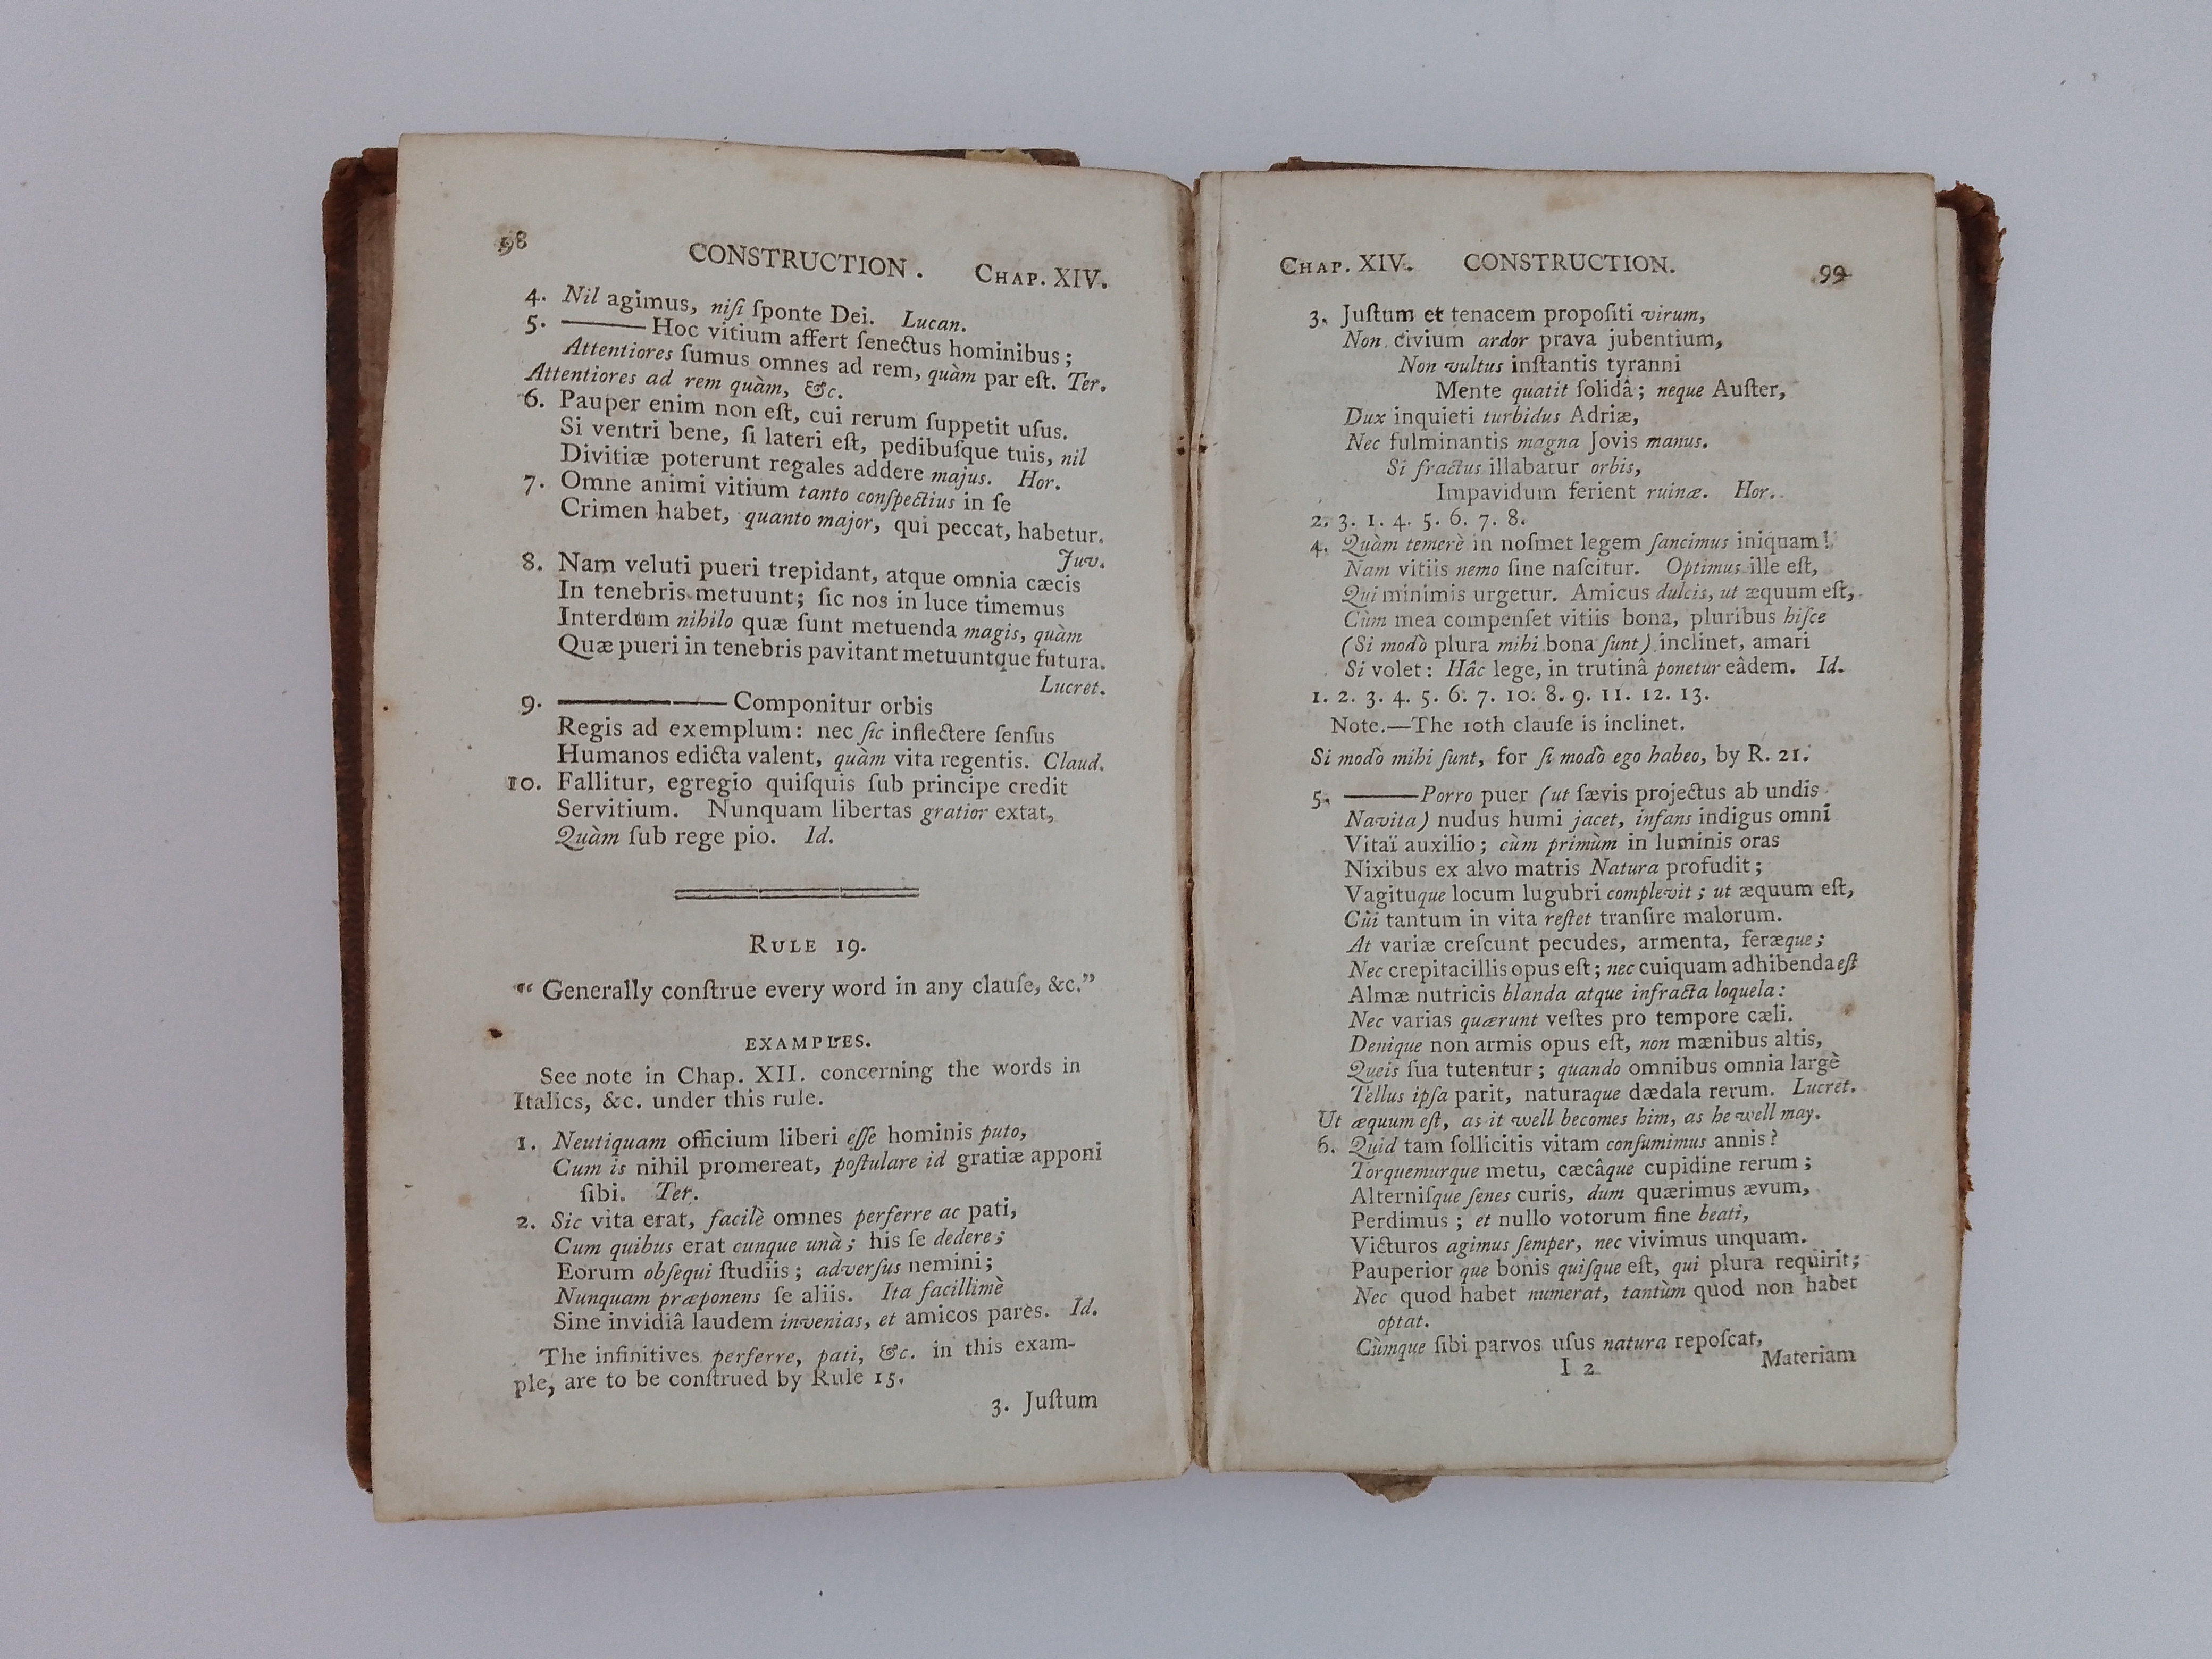 98
CONSTRUCTION. CHAP. XIV.
4. Nil agimus, niſi ſponte Dei. Lucan.
5. ——— Hoc vitium affert ſenectus hominibus;
Attentiores ſumus omnes ad rem, quàm par eſt. Ter.
Attentiores ad rem quàm, &c.
6. Pauper enim non eſt, cui rerum ſuppetit uſus.
Si ventri bene, ſi lateri eſt, pedibuſque tuis, nil
Divitiæ poterunt regales addere majus. Hor.
7. Omne animi vitium tanto conſpectius in ſe
Crimen habet, quanto major, qui peccat, habetur.
Juv.
8. Nam veluti pueri trepidant, atque omnia cæcis
In tenebris metuunt; ſic nos in luce timemus
Interdum nihilo quæ ſunt metuenda magis, quàm
Quæ pueri in tenebris pavitant metuuntque futura.
Lucret.
9. —————— Componitur orbis
Regis ad exemplum: nec ſic inflectere ſenſus
Humanos edicta valent, quàm vita regentis. Claud.
10. Fallitur, egregio quiſquis ſub principe credit
Servitium. Nunquam libertas gratior extat,
Quàm ſub rege pio. Id.
RULE 19.
“ Generally conſtrue every word in any clauſe, &c.”
EXAMPLES.
See note in Chap. XII. concerning the words in
Italics, &c. under this rule.
1. Neutiquam officium liberi eſſe hominis puto,
Cum is nihil promereat, poſtulare id gratiæ apponi
ſibi. Ter.
2. Sic vita erat, facilè omnes perferre ac pati,
Cum quibus erat cunque unà; his ſe dedere;
Eorum obſequi ſtudiis; adverſus nemini;
Nunquam præponens ſe aliis. Ita facillimè
Sine invidiâ laudem invenias, et amicos pares. Id.
The infinitives perferre, pati, &c. in this exam-
ple, are to be conſtrued by Rule 15.
3. Juſtum
CHAP. XIV. CONSTRUCTION. 99
3. Juſtum et tenacem propoſiti virum,
Non civium ardor prava jubentium,
Non vultus inſtantis tyranni
Mente quatit ſolidâ; neque Auſter,
Dux inquieti turbidus Adriæ,
Nec fulminantis magna Jovis manus.
Si fractus illabatur orbis,
Impavidum ferient ruinæ. Hor.
2. 3. 1. 4. 5. 6. 7. 8.
4. Quàm temerè in noſmet legem ſancimus iniquam!
Nam vitiis nemo ſine naſcitur. Optimus ille eſt,
Qui minimis urgetur. Amicus dulcis, ut æquum eſt,
Cùm mea compenſet vitiis bona, pluribus hiſce
(Si modò plura mihi bona ſunt) inclinet, amari
Si volet: Hâc lege, in trutinâ ponetur eâdem. Id.
1. 2. 3. 4. 5. 6. 7. 10. 8. 9. 11. 12. 13.
Note.—The 10th clauſe is inclinet.
Si modò mihi ſunt, for ſi modò ego habeo, by R. 21.
5. ——— Porro puer (ut ſævis projectus ab undis
Navita) nudus humi jacet, infans indigus omni
Vitaï auxilio; cùm primùm in luminis oras
Nixibus ex alvo matris Natura profudit;
Vagituque locum lugubri complevit; ut æquum eſt,
Cùi tantum in vita reſtet tranſire malorum.
At variæ creſcunt pecudes, armenta, feræque;
Nec crepitacillis opus eſt; nec cuiquam adhibenda eſt
Almæ nutricis blanda atque infracta loquela:
Nec varias quærunt veſtes pro tempore cæli.
Denique non armis opus eſt, non mænibus altis,
Queis ſua tutentur; quando omnibus omnia largè
Tellus ipſa parit, naturaque dædala rerum. Lucret.
Ut æquum eſt, as it well becomes him, as he well may.
6. Quid tam ſollicitis vitam conſumimus annis?
Torquemurque metu, cæcâque cupidine rerum;
Alterniſque ſenes curis, dum quærimus ævum,
Perdimus; et nullo votorum fine beati,
Victuros agimus ſemper, nec vivimus unquam.
Pauperior que bonis quiſque eſt, qui plura requirit;
Nec quod habet numerat, tantùm quod non habet
optat.
Cùmque ſibi parvos uſus natura repoſcat,
I 2 Materiam